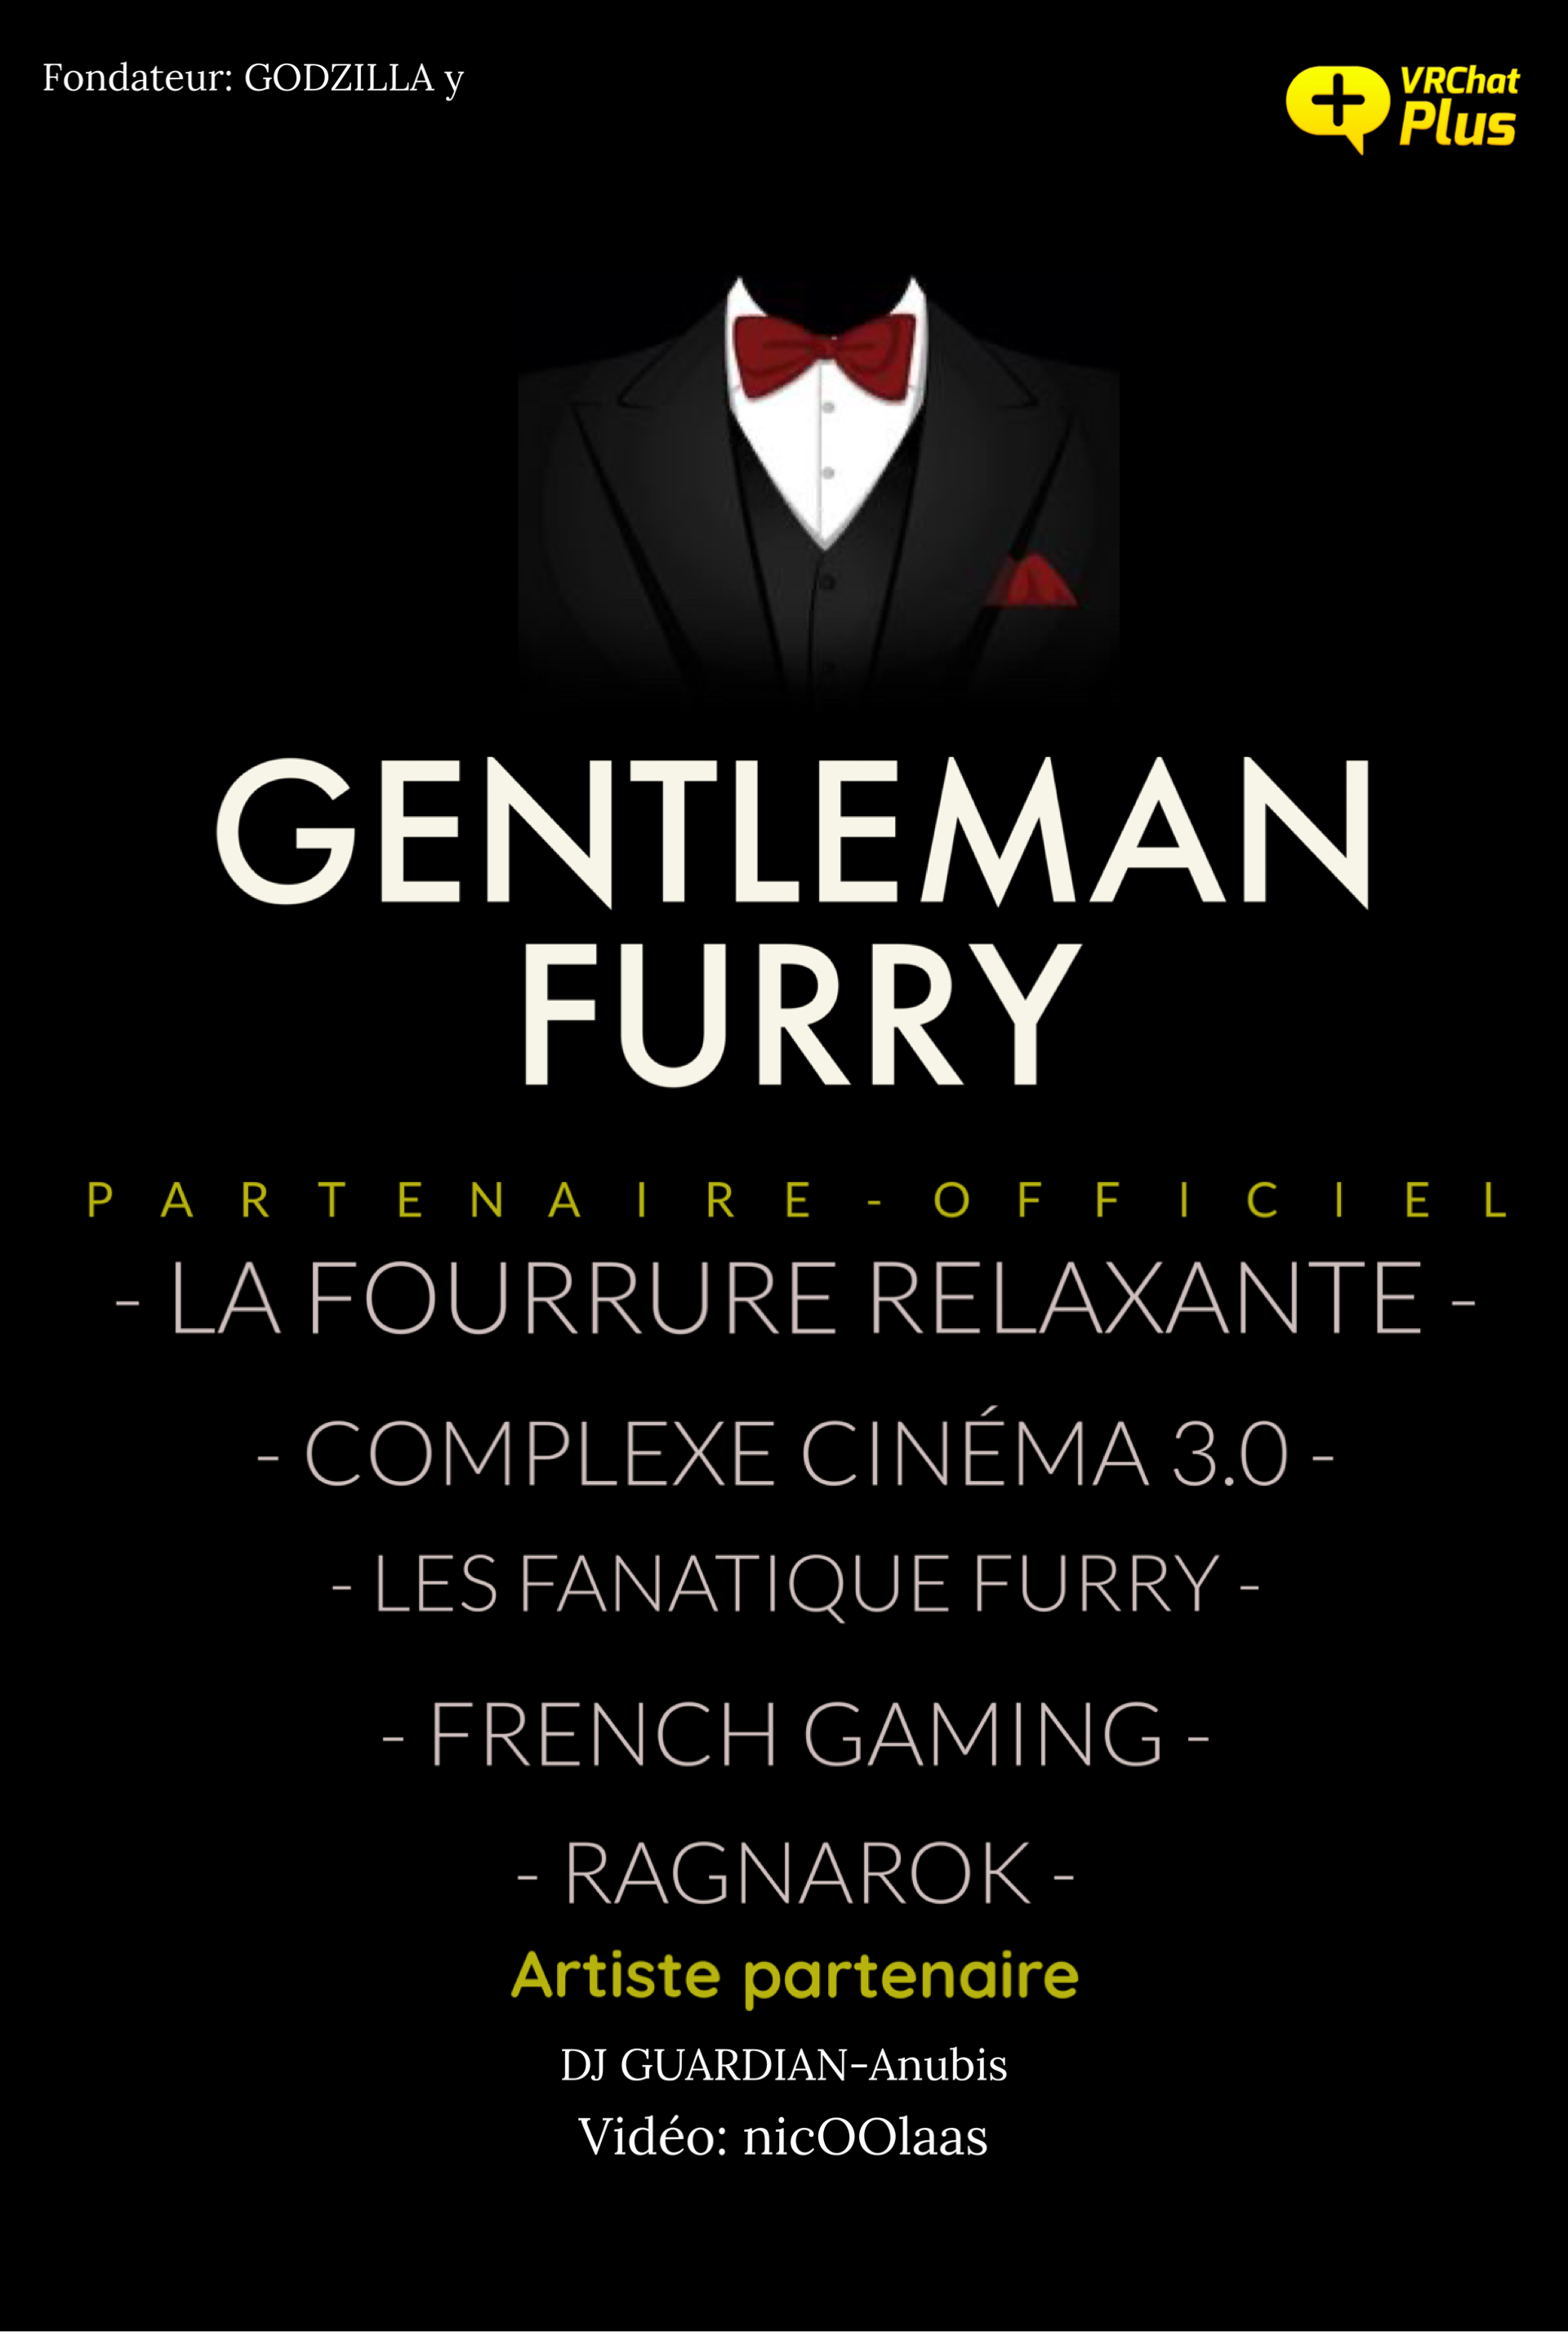 Fondateur: GODZILLA y
VRChat
Plus
GENTLEMAN
FURRY
PARTENAIRE-OFFICIEL
- LA FOURRURE RELAXANTE -
- COMPLEXE CINÉMA 3.0 -
- LES FANATIQUE FURRY -
- FRENCH GAMING -
- RAGNAROK -
Artiste partenaire
DJ GUARDIAN-Anubis
Vidéo: nicOOlaas